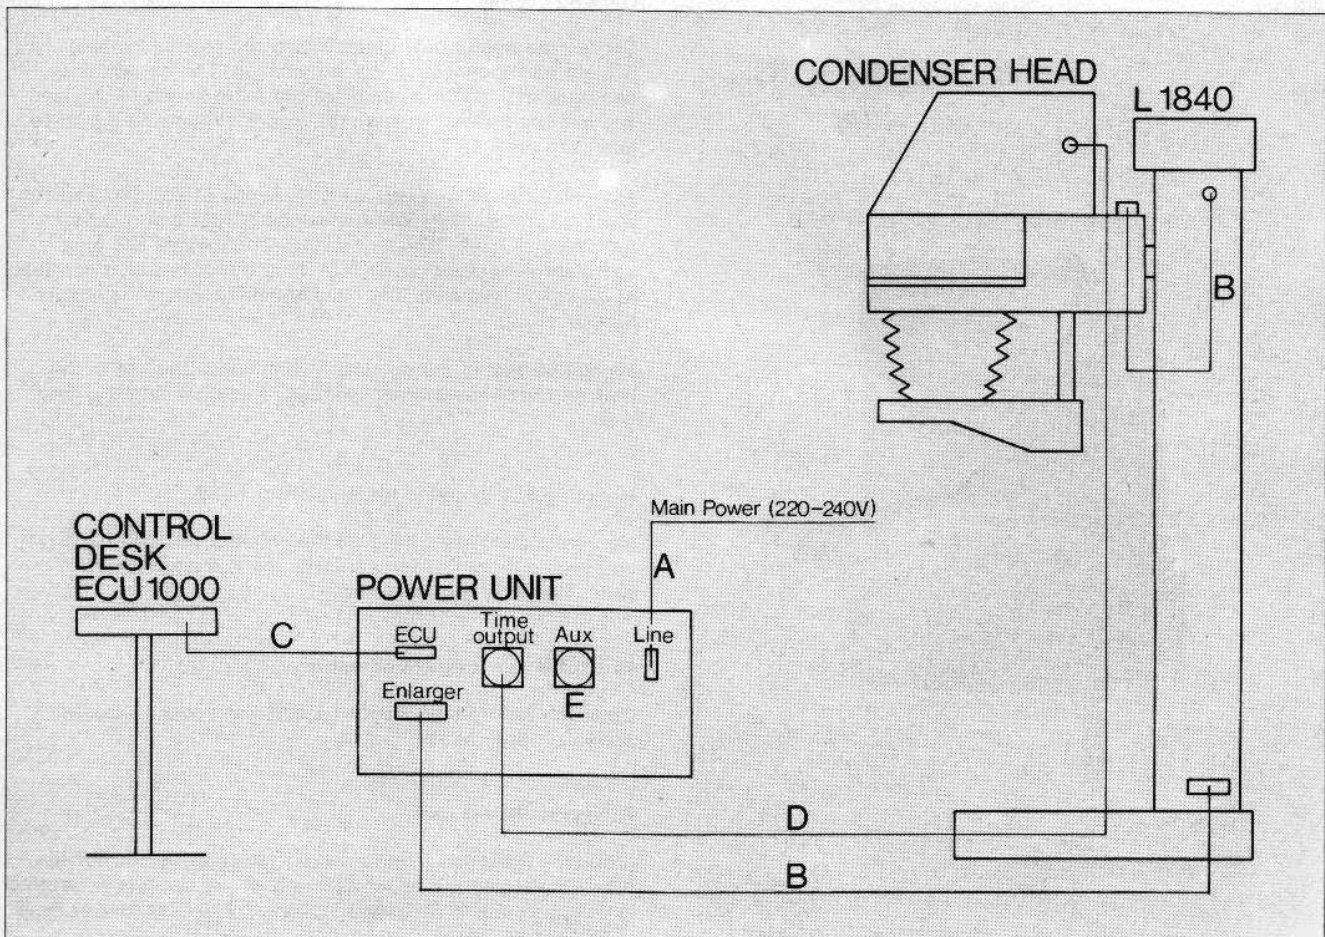 CONDENSER HEAD
L 1840
B
Main Power (220-240V)
A
CONTROL
DESK
ECU 1000
POWER UNIT
C
ECU
Time
output
Aux
Line
Enlarger
E
D
B